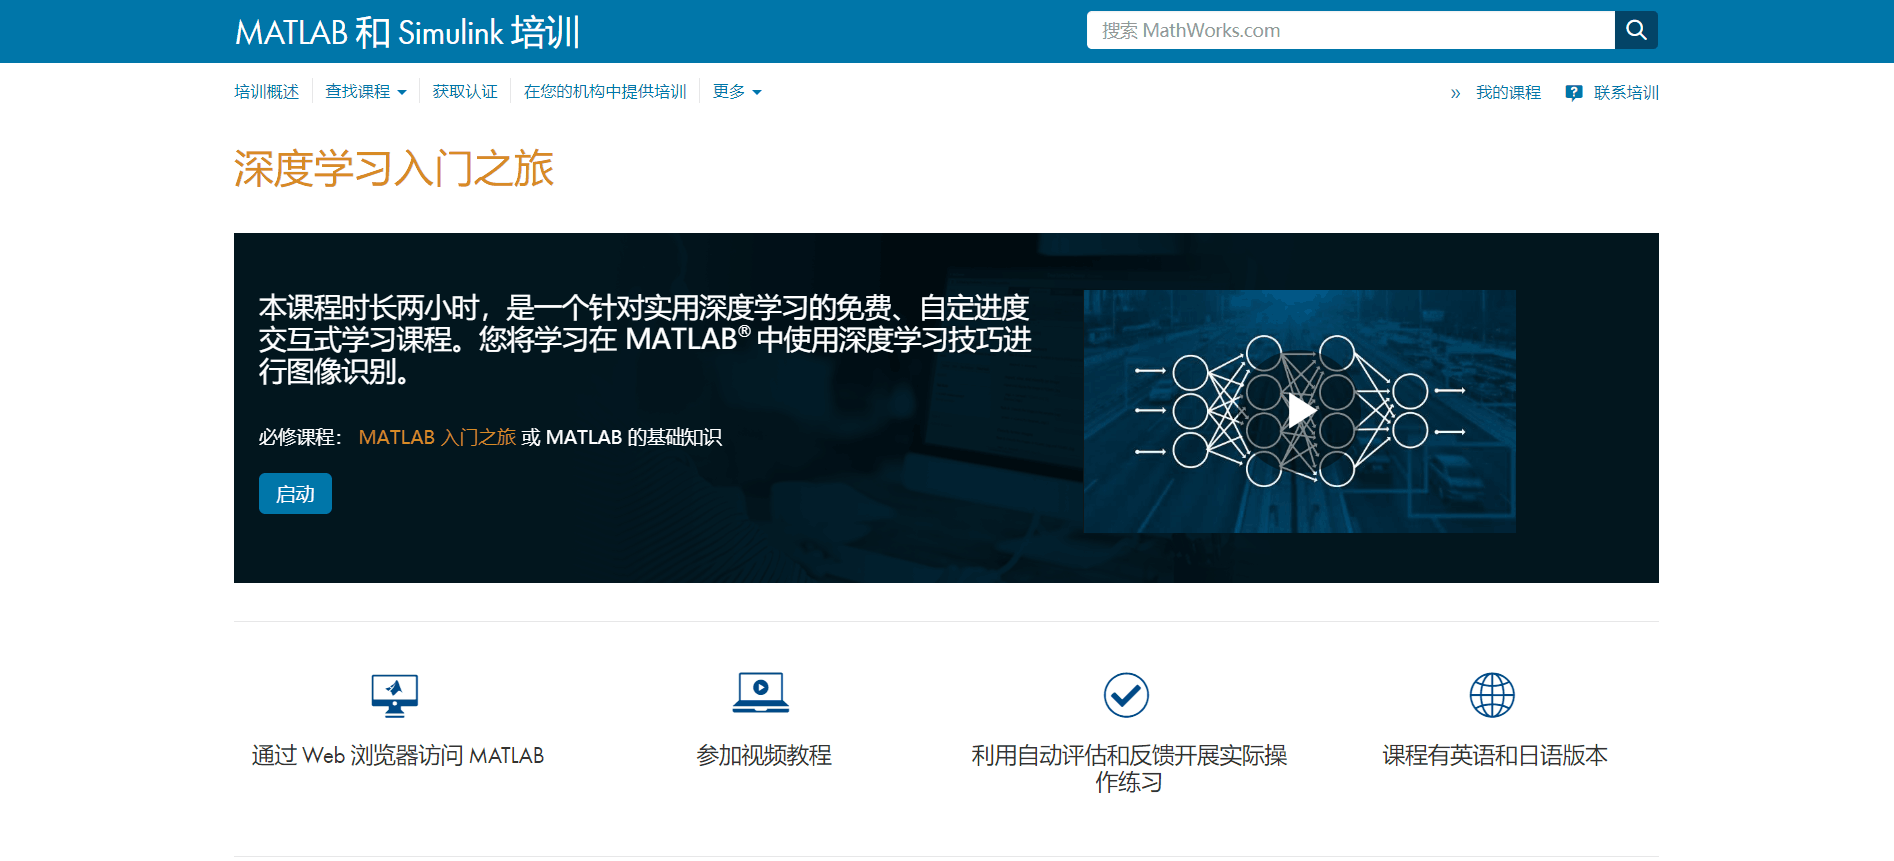 MATLAB 和 Simulink 培训
搜索 MathWorks.com
培训概述
查找课程
获取认证
在您的机构中提供培训
更多
» 我的课程
联系培训
深度学习入门之旅
本课程时长两小时，是一个针对实用深度学习的免费、自定进度
交互式学习课程。您将学习在 MATLAB® 中使用深度学习技巧进
行图像识别。
必修课程： MATLAB 入门之旅 或 MATLAB 的基础知识
启动
通过 Web 浏览器访问 MATLAB
参加视频教程
利用自动评估和反馈开展实际操
作练习
课程有英语和日语版本